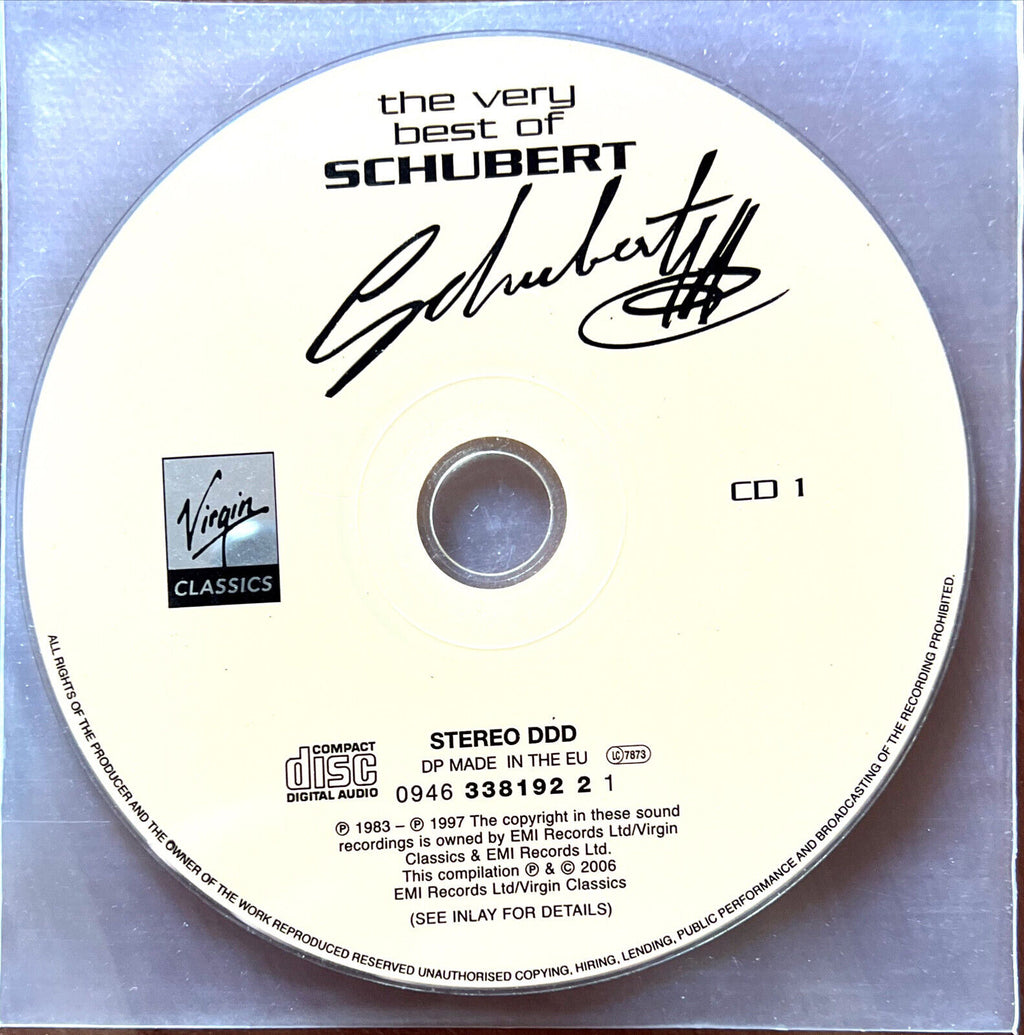 the very
best of
SCHUBERT
Schubert
CD 1
Virgin
CLASSICS
STEREO DDD
DP MADE IN THE EU LC 7873
COMPACT
disc
DIGITAL AUDIO
0946 338192 2 1
℗ 1983 – ℗ 1997 The copyright in these sound
recordings is owned by EMI Records Ltd/Virgin
Classics & EMI Records Ltd.
This compilation ℗ & © 2006
EMI Records Ltd/Virgin Classics
(SEE INLAY FOR DETAILS)
ALL RIGHTS OF THE PRODUCER AND THE OWNER OF THE WORK REPRODUCED RESERVED UNAUTHORISED COPYING, HIRING, LENDING, PUBLIC PERFORMANCE AND BROADCASTING OF THE RECORDING PROHIBITED.